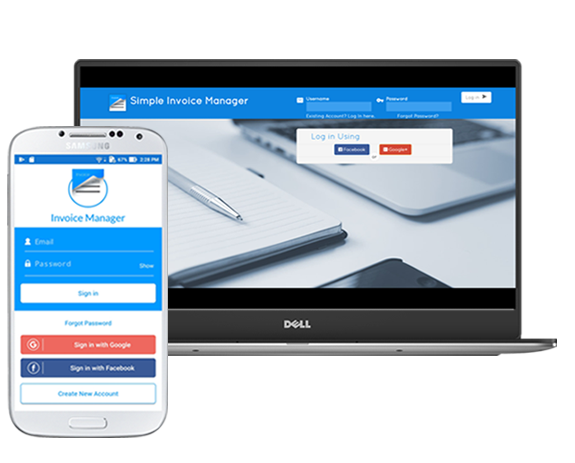 Simple Invoice Manager
Username
Password
Log in
Existing Account? Log In here.
Forgot Password?
Log in Using
Facebook
Google+
or
DELL
SAMSUNG
67%
2:28 PM
Invoice Manager
Email
Password
Show
Sign in
Forgot Password
G
Sign in with Google
f
Sign in with Facebook
Create New Account